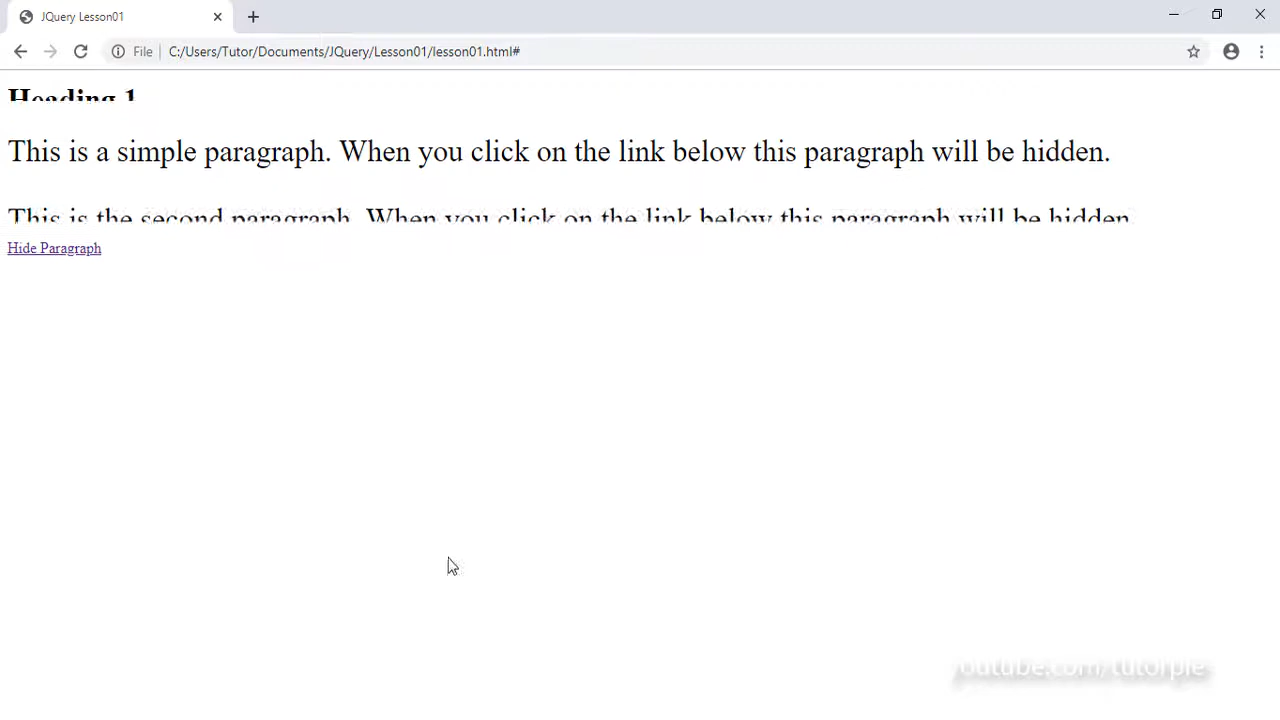 JQuery Lesson01
File
C:/Users/Tutor/Documents/JQuery/Lesson01/lesson01.html#
Heading 1
This is a simple paragraph. When you click on the link below this paragraph will be hidden.
This is the second paragraph. When you click on the link below this paragraph will be hidden
Hide Paragraph
youtube.com/tutorpie